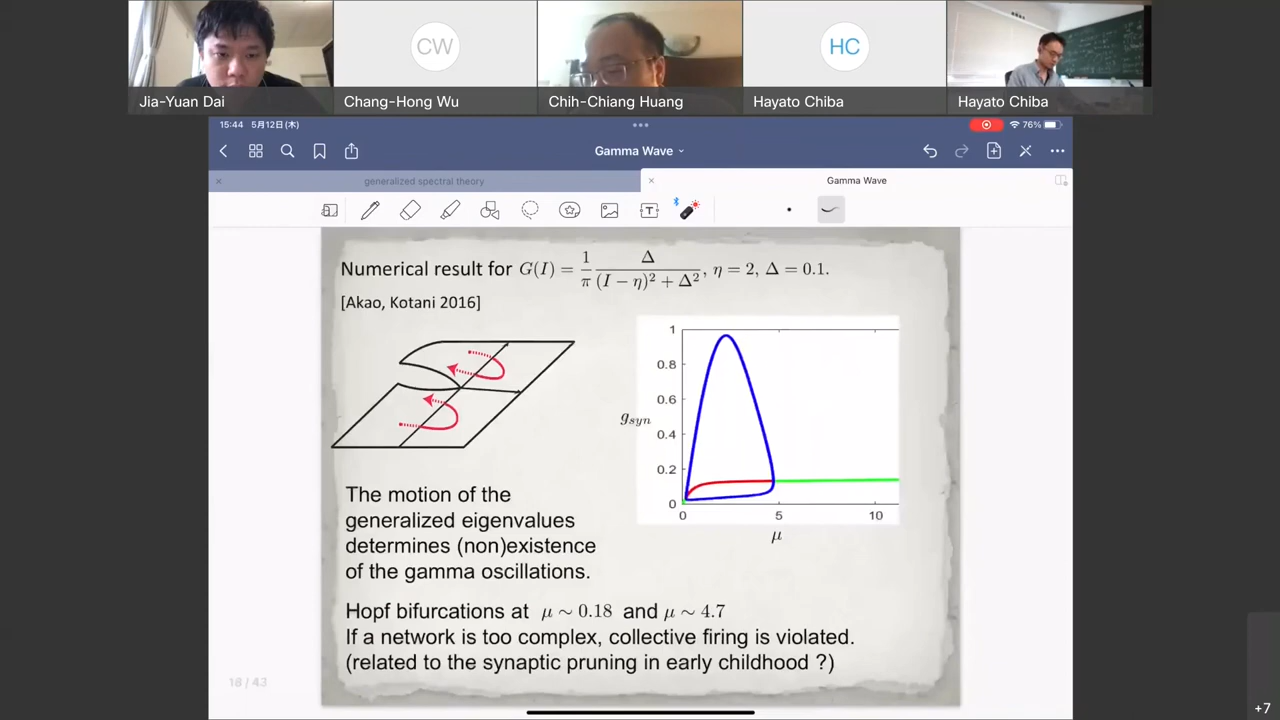 CW
HC
Jia-Yuan Dai
Chang-Hong Wu
Chih-Chiang Huang
Hayato Chiba
Hayato Chiba
15:44 5月12日(木)
76%
Gamma Wave
generalized spectral theory
Gamma Wave
T
Numerical result for G(I) = 1/π Δ/((I − η)² + Δ²), η = 2, Δ = 0.1.
[Akao, Kotani 2016]
1
0.8
0.6
g_syn
0.4
0.2
0
0 5 10
μ
The motion of the
generalized eigenvalues
determines (non)existence
of the gamma oscillations.
Hopf bifurcations at μ ∼ 0.18 and μ ∼ 4.7
If a network is too complex, collective firing is violated.
(related to the synaptic pruning in early childhood ?)
18 / 43
+7